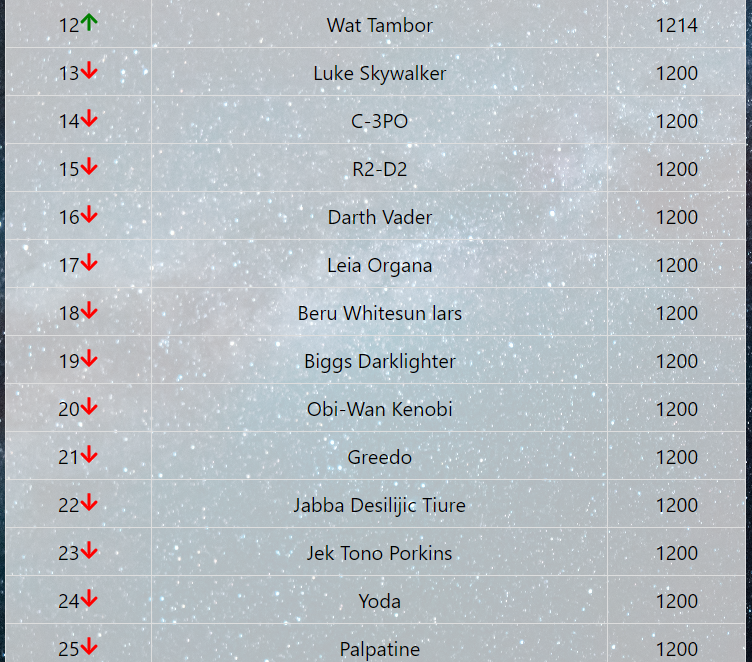 12 Wat Tambor 1214
13 Luke Skywalker 1200
14 C-3PO 1200
15 R2-D2 1200
16 Darth Vader 1200
17 Leia Organa 1200
18 Beru Whitesun lars 1200
19 Biggs Darklighter 1200
20 Obi-Wan Kenobi 1200
21 Greedo 1200
22 Jabba Desilijic Tiure 1200
23 Jek Tono Porkins 1200
24 Yoda 1200
25 Palpatine 1200